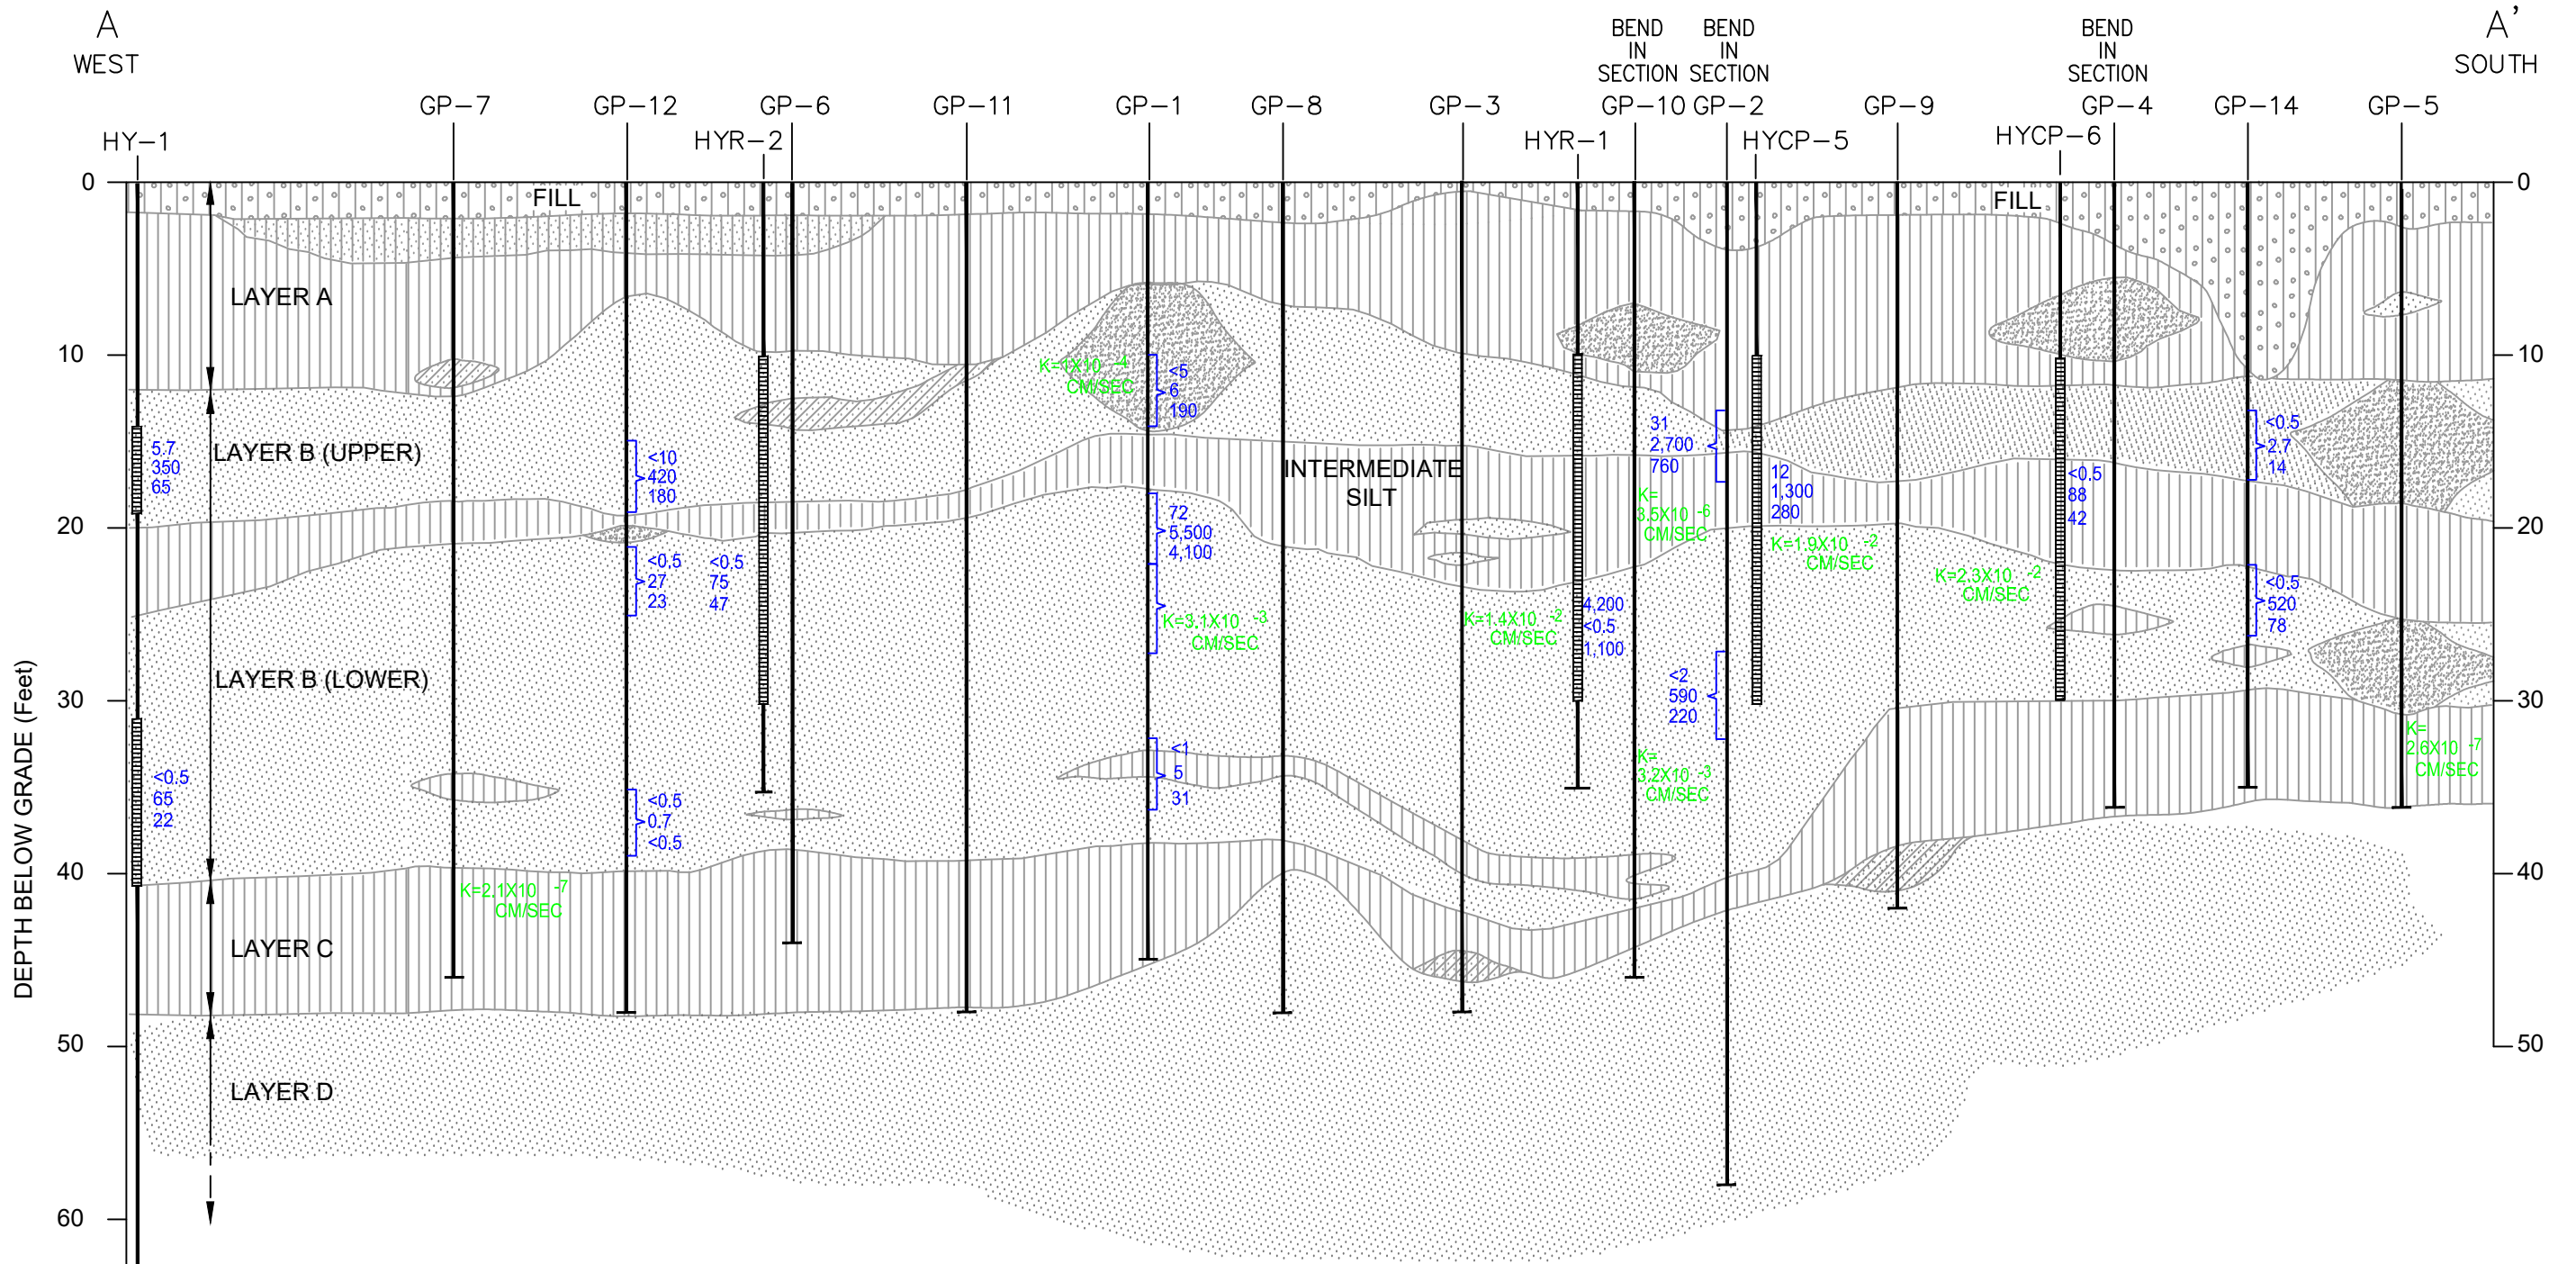 A
WEST
BEND
IN
SECTION
BEND
IN
SECTION
BEND
IN
SECTION
A'
SOUTH
GP-7
GP-12
GP-6
GP-11
GP-1
GP-8
GP-3
GP-10
GP-2
GP-9
GP-4
GP-14
GP-5
HY-1
HYR-2
HYR-1
HYCP-5
HYCP-6
DEPTH BELOW GRADE (Feet)
0
10
20
30
40
50
60
0
10
20
30
40
50
FILL
FILL
LAYER A
LAYER B (UPPER)
LAYER B (LOWER)
LAYER C
LAYER D
INTERMEDIATE
SILT
5.7
350
65
<0.5
65
22
K=2.1X10 -7
CM/SEC
<10
420
180
<0.5
27
23
<0.5
0.7
<0.5
<0.5
75
47
K=1X10 -4
CM/SEC
<5
6
190
72
5,500
4,100
K=3.1X10 -3
CM/SEC
<1
5
31
K=1.4X10 -2
CM/SEC
4,200
<0.5
1,100
31
2,700
760
K=
3.5X10 -6
CM/SEC
<2
590
220
K=
3.2X10 -3
CM/SEC
12
1,300
280
K=1.9X10 -2
CM/SEC
K=2.3X10 -2
CM/SEC
<0.5
88
42
<0.5
2.7
14
<0.5
520
78
K=
2.6X10 -7
CM/SEC